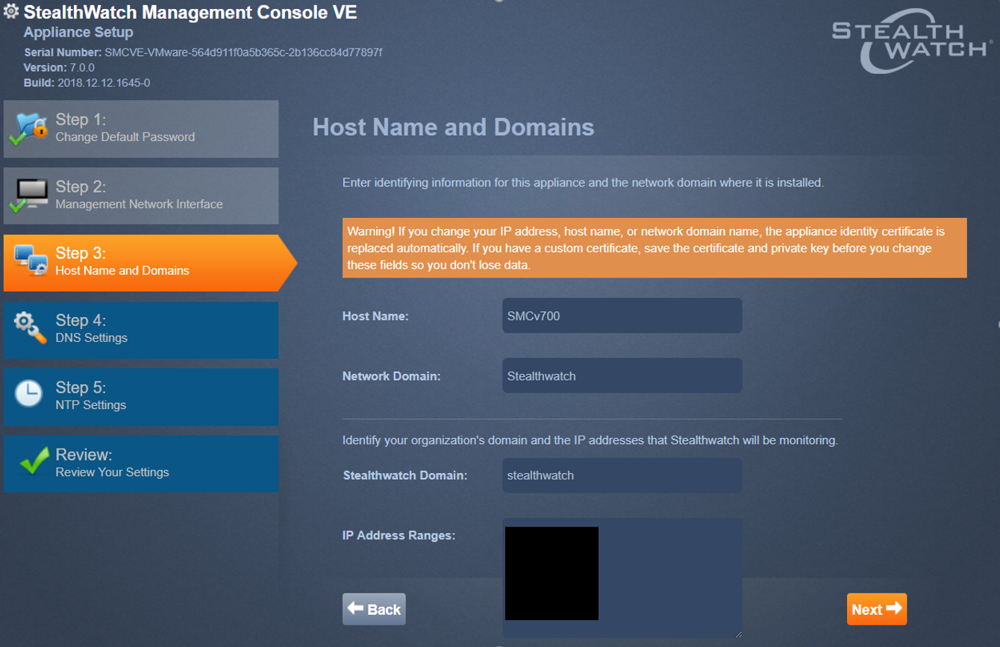 StealthWatch Management Console VE
Appliance Setup
Serial Number: SMCVE-VMware-564d911f0a5b365c-2b136cc84d77897f
Version: 7.0.0
Build: 2018.12.12.1645-0
STEALTH
WATCH®
Step 1:
Change Default Password
Step 2:
Management Network Interface
Step 3:
Host Name and Domains
Step 4:
DNS Settings
Step 5:
NTP Settings
Review:
Review Your Settings
Host Name and Domains
Enter identifying information for this appliance and the network domain where it is installed.
Warning! If you change your IP address, host name, or network domain name, the appliance identity certificate is
replaced automatically. If you have a custom certificate, save the certificate and private key before you change
these fields so you don't lose data.
Host Name: SMCv700
Network Domain: Stealthwatch
Identify your organization's domain and the IP addresses that Stealthwatch will be monitoring.
Stealthwatch Domain: stealthwatch
IP Address Ranges:
Back
Next